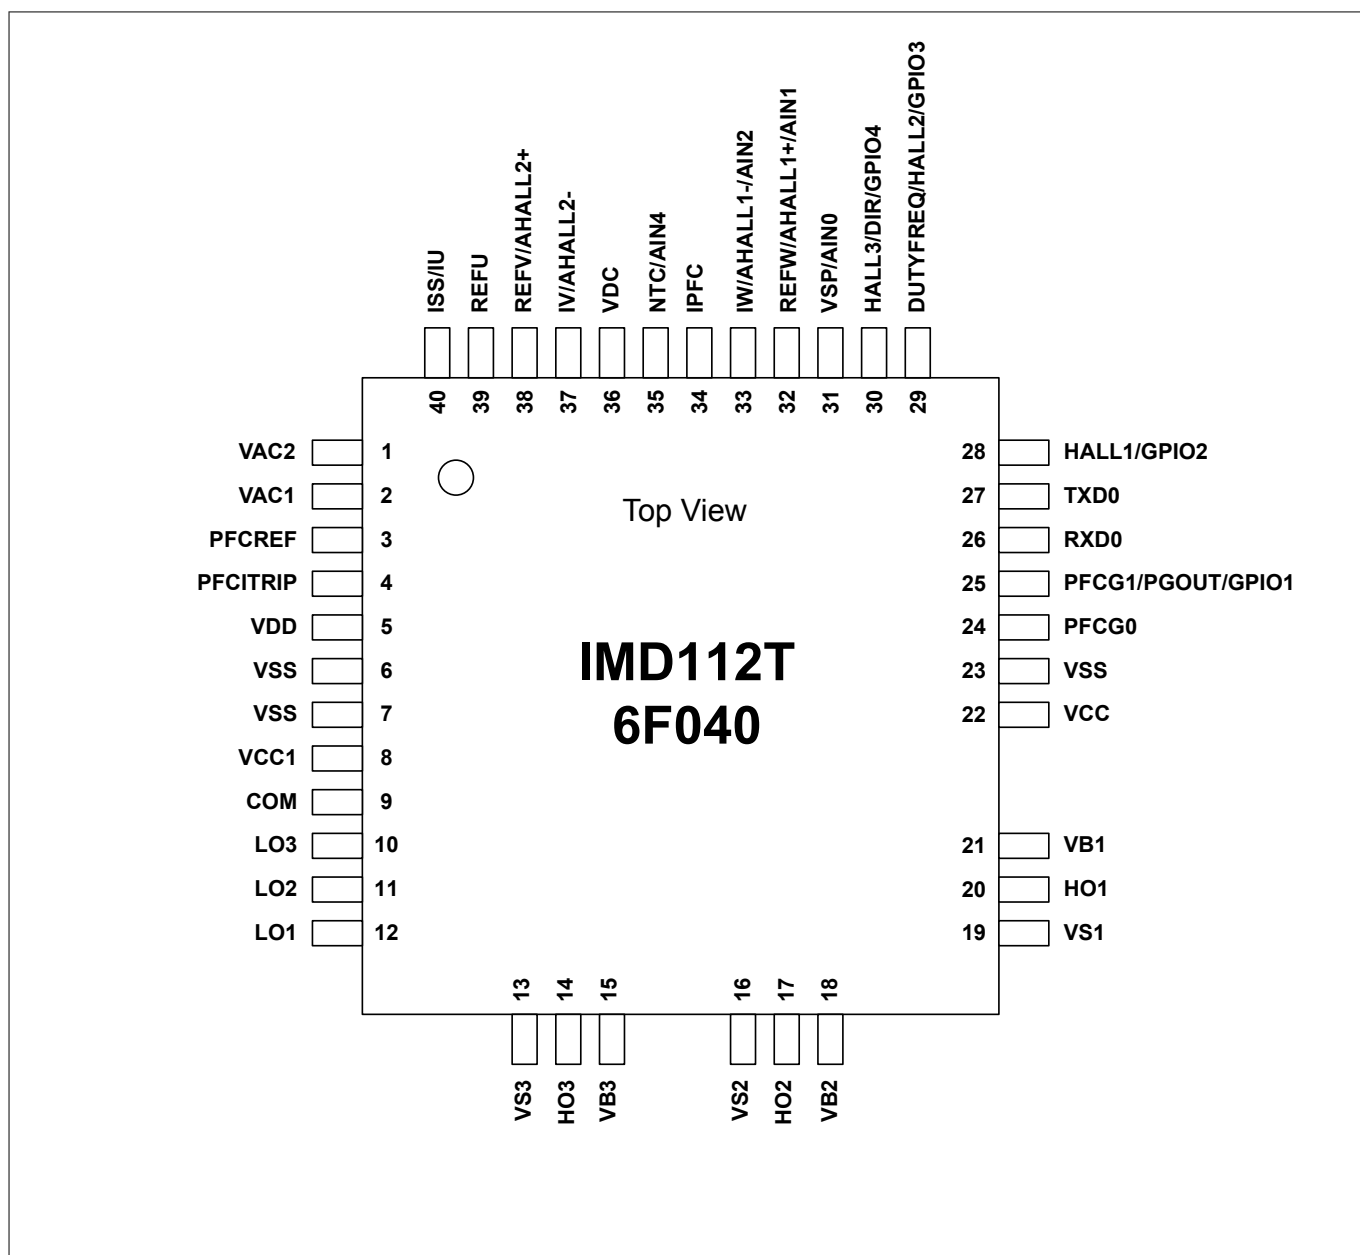 ISS/IU
REFU
REFV/AHALL2+
IV/AHALL2-
VDC
NTC/AIN4
IPFC
IW/AHALL1-/AIN2
REFW/AHALL1+/AIN1
VSP/AIN0
HALL3/DIR/GPIO4
DUTYFREQ/HALL2/GPIO3
40 39 38 37 36 35 34 33 32 31 30 29
VAC2 1 28 HALL1/GPIO2
VAC1 2 27 TXD0
Top View
PFCREF 3 26 RXD0
PFCITRIP 4 25 PFCG1/PGOUT/GPIO1
VDD 5 24 PFCG0
VSS 6 23 VSS
IMD112T
6F040
VSS 7 22 VCC
VCC1 8
COM 9
LO3 10 21 VB1
LO2 11 20 HO1
LO1 12 19 VS1
13 14 15 16 17 18
VS3 HO3 VB3 VS2 HO2 VB2